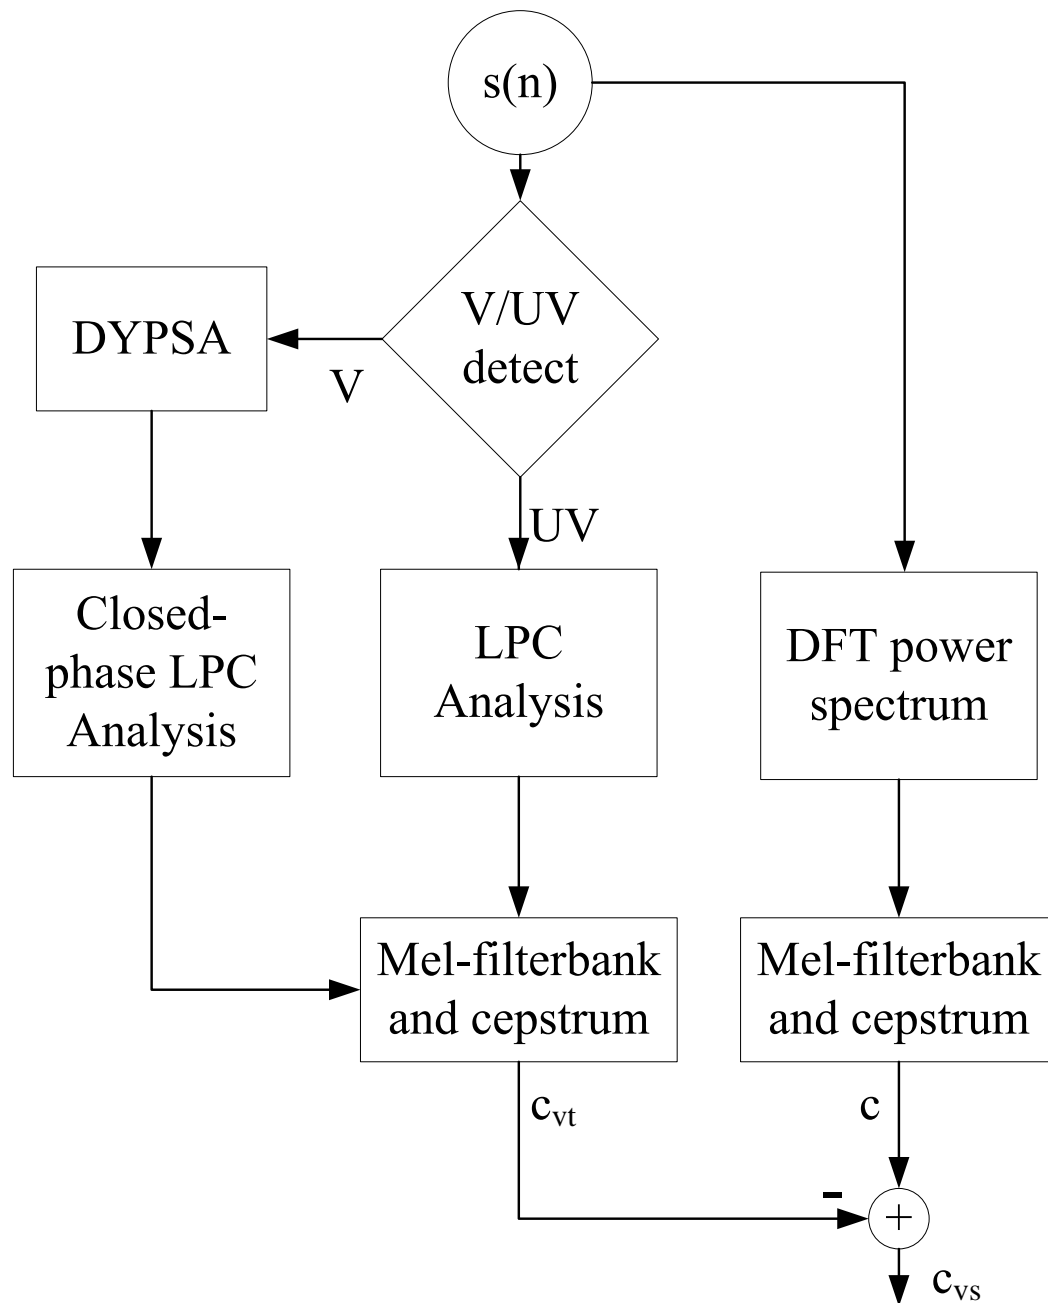 s(n)
V/UV
detect
DYPSA
V
UV
Closed-
phase LPC
Analysis
LPC
Analysis
DFT power
spectrum
Mel-filterbank
and cepstrum
Mel-filterbank
and cepstrum
c_vt
c
-
+
c_vs